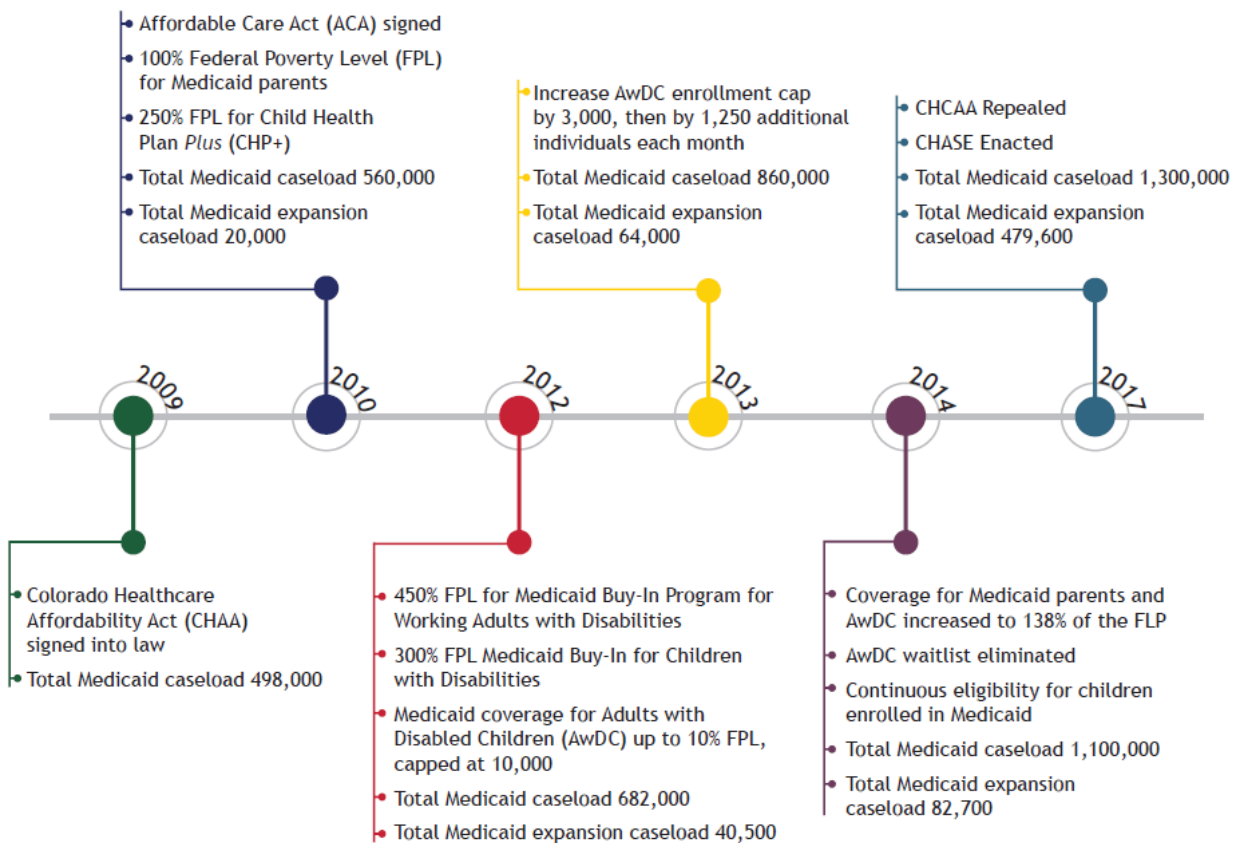 Affordable Care Act (ACA) signed
100% Federal Poverty Level (FPL)
for Medicaid parents
250% FPL for Child Health
Plan Plus (CHP+)
Total Medicaid caseload 560,000
Total Medicaid expansion
caseload 20,000
Increase AwDC enrollment cap
by 3,000, then by 1,250 additional
individuals each month
Total Medicaid caseload 860,000
Total Medicaid expansion
caseload 64,000
CHCAA Repealed
CHASE Enacted
Total Medicaid caseload 1,300,000
Total Medicaid expansion
caseload 479,600
2009
2010
2012
2013
2014
2017
Colorado Healthcare
Affordability Act (CHAA)
signed into law
Total Medicaid caseload 498,000
450% FPL for Medicaid Buy-In Program for
Working Adults with Disabilities
300% FPL Medicaid Buy-In for Children
with Disabilities
Medicaid coverage for Adults with
Disabled Children (AwDC) up to 10% FPL,
capped at 10,000
Total Medicaid caseload 682,000
Total Medicaid expansion caseload 40,500
Coverage for Medicaid parents and
AwDC increased to 138% of the FLP
AwDC waitlist eliminated
Continuous eligibility for children
enrolled in Medicaid
Total Medicaid caseload 1,100,000
Total Medicaid expansion
caseload 82,700